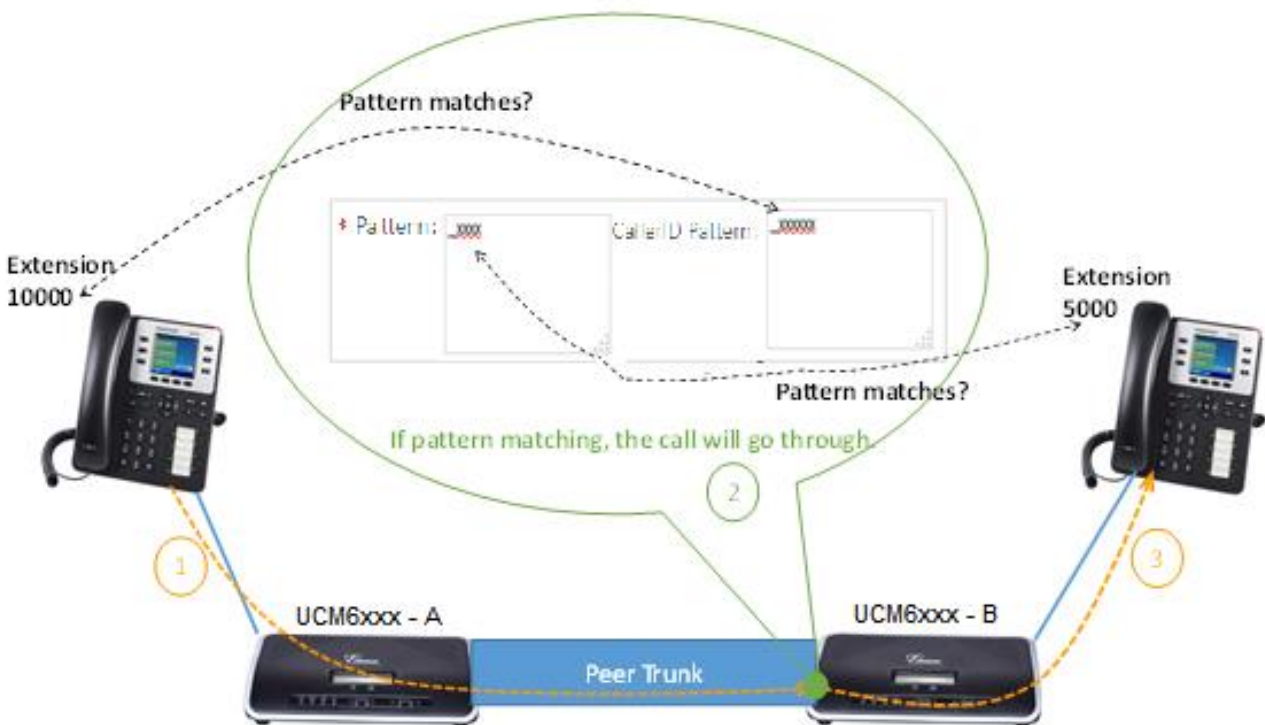 Pattern matches?
* Pattern: _XXXX CallerID Pattern: _XXXXXX
Extension
10000
Extension
5000
Pattern matches?
If pattern matching, the call will go through.
2
1
3
UCM6xxx - A
UCM6xxx - B
Peer Trunk